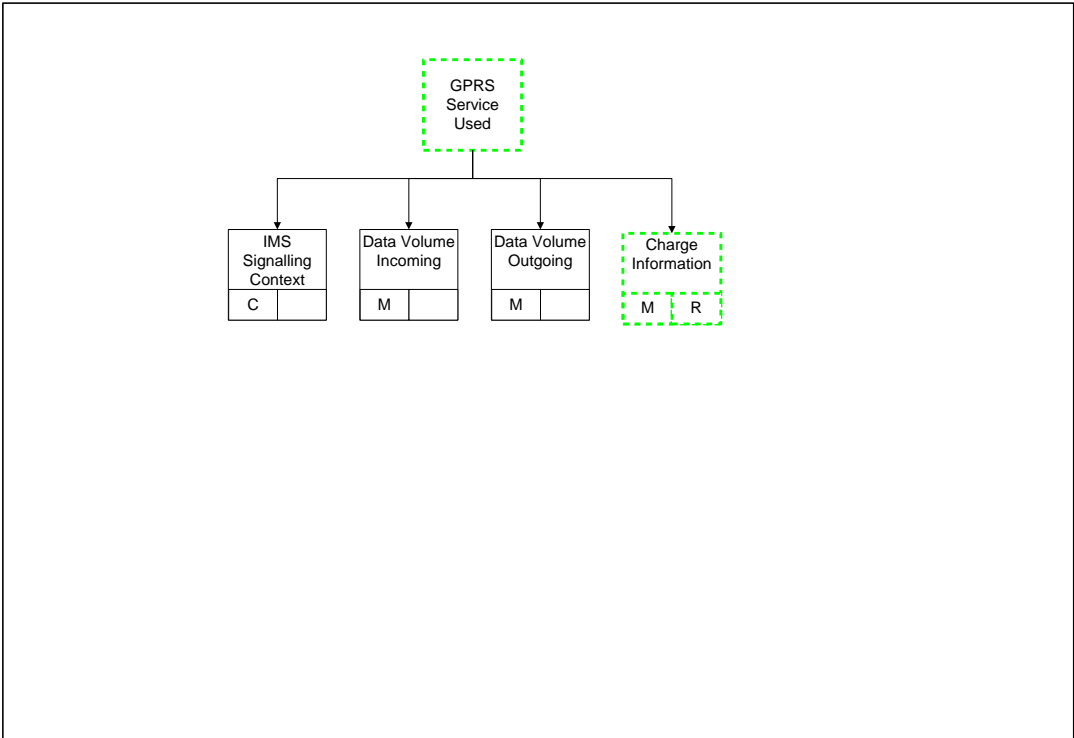 GPRS
Service
Used
IMS
Signalling
Context
C
Data Volume
Incoming
M
Data Volume
Outgoing
M
Charge
Information
M R